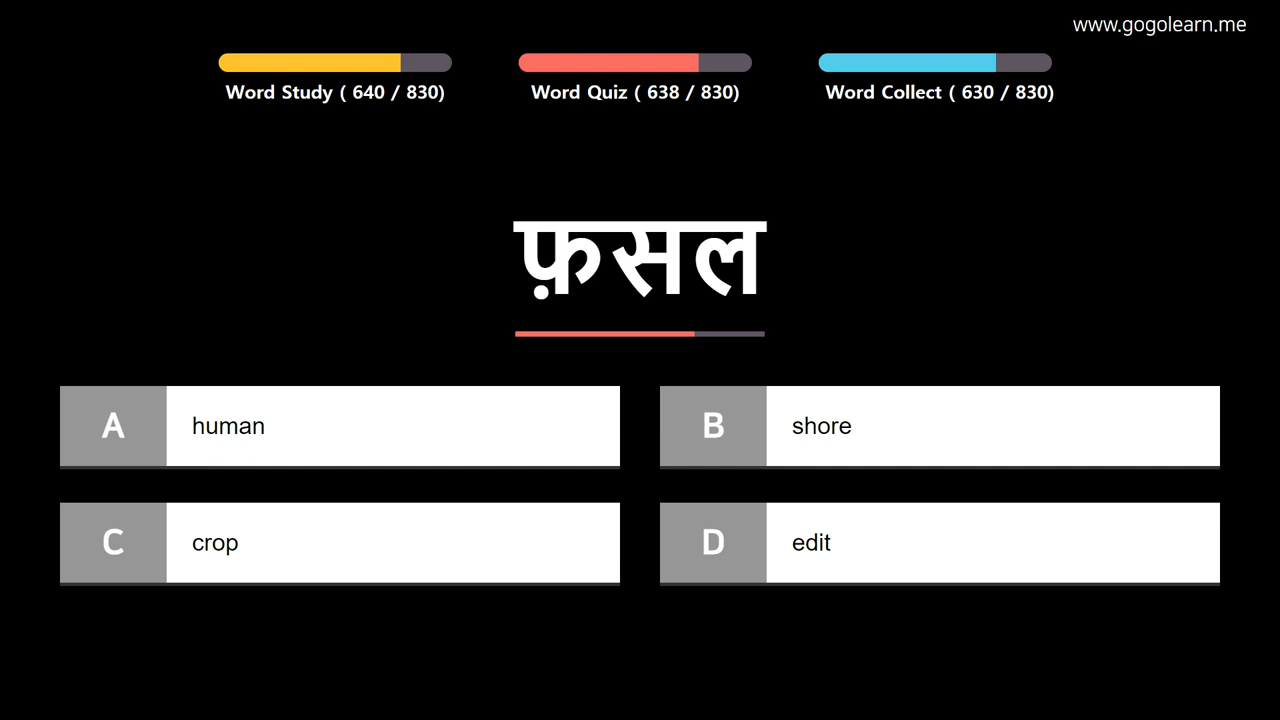 www.gogolearn.me
Word Study ( 640 / 830)
Word Quiz ( 638 / 830)
Word Collect ( 630 / 830)
फ़सल
A
human
B
shore
C
crop
D
edit